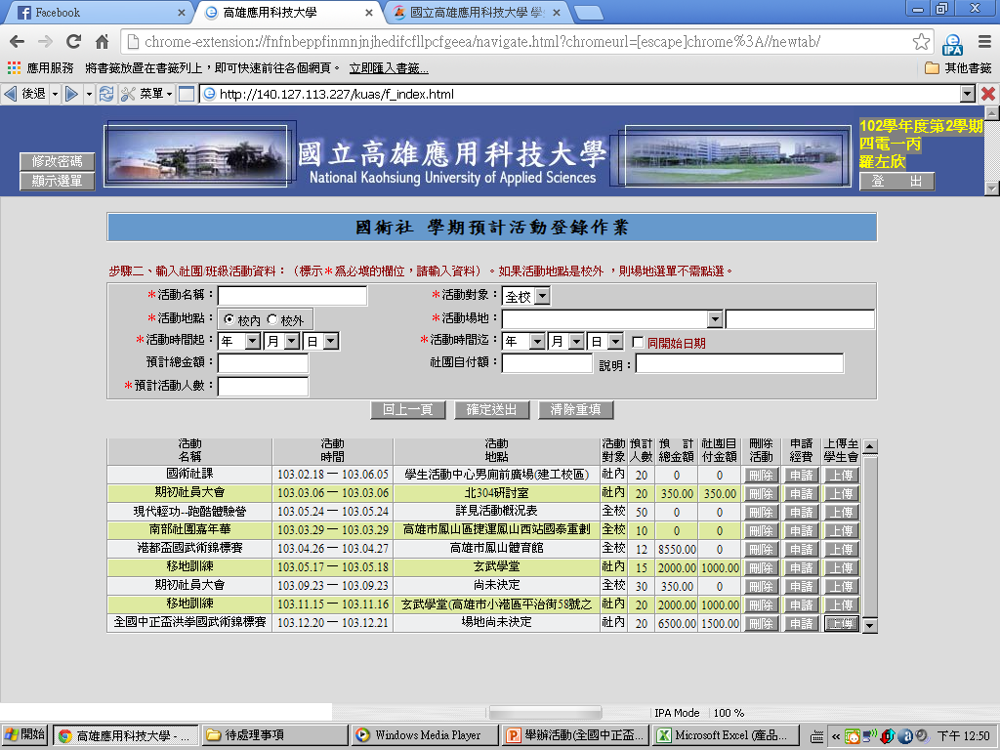 Facebook
高雄應用科技大學
國立高雄應用科技大學 學
chrome-extension://fnfnbeppfinmnjnjhedifcfllpcfgeea/navigate.html?chromeurl=[escape]chrome%3A//newtab/
IPA
應用服務 將書籤放置在書籤列上，即可快速前往各個網頁。 立即匯入書籤...
其他書籤
後退 菜單 http://140.127.113.227/kuas/f_index.html
修改密碼
顯示選單
國立高雄應用科技大學
National Kaohsiung University of Applied Sciences
102學年度第2學期
四電一丙
羅左欣
登 出
國術社 學期預計活動登錄作業
步驟二、輸入社團/班級活動資料：（標示＊為必填的欄位，請輸入資料）。如果活動地點是校外 ，則場地選單不需點選。
＊活動名稱： ＊活動對象： 全校
＊活動地點： 校內 校外 ＊活動場地：
＊活動時間起： 年 月 日 ＊活動時間迄： 年 月 日 同開始日期
預計總金額： 社團自付額： 說明：
＊預計活動人數：
回上一頁 確定送出 清除重填
活動名稱 活動時間 活動地點 活動對象 預計人數 預 計總金額 社團自付金額 刪除活動 申請經費 上傳至學生會
國術社課 103.02.18 — 103.06.05 學生活動中心男廁前廣場(建工校區) 社內 20 0 0 刪除 申請 上傳
期初社員大會 103.03.06 — 103.03.06 北304研討室 社內 20 350.00 350.00 刪除 申請 上傳
現代輕功--跑酷體驗營 103.05.24 — 103.05.24 詳見活動概況表 全校 50 0 0 刪除 申請 上傳
南部社團嘉年華 103.03.29 — 103.03.29 高雄市鳳山區捷運鳳山西站國泰重劃 全校 10 0 0 刪除 申請 上傳
港都盃國武術錦標賽 103.04.26 — 103.04.27 高雄市鳳山體育館 全校 12 8550.00 0 刪除 申請 上傳
移地訓練 103.05.17 — 103.05.18 玄武學堂 社內 15 2000.00 1000.00 刪除 申請 上傳
期初社員大會 103.09.23 — 103.09.23 尚未決定 全校 30 350.00 0 刪除 申請 上傳
移地訓練 103.11.15 — 103.11.16 玄武學堂(高雄市小港區平治街58號之 社內 20 2000.00 1000.00 刪除 申請 上傳
全國中正盃洪拳國武術錦標賽 103.12.20 — 103.12.21 場地尚未決定 社內 20 6500.00 1500.00 刪除 申請 上傳
IPA Mode 100 %
開始 高雄應用科技大學 - ... 待處理事項 Windows Media Player 舉辦活動(全國中正盃... Microsoft Excel (產品... 下午 12:50